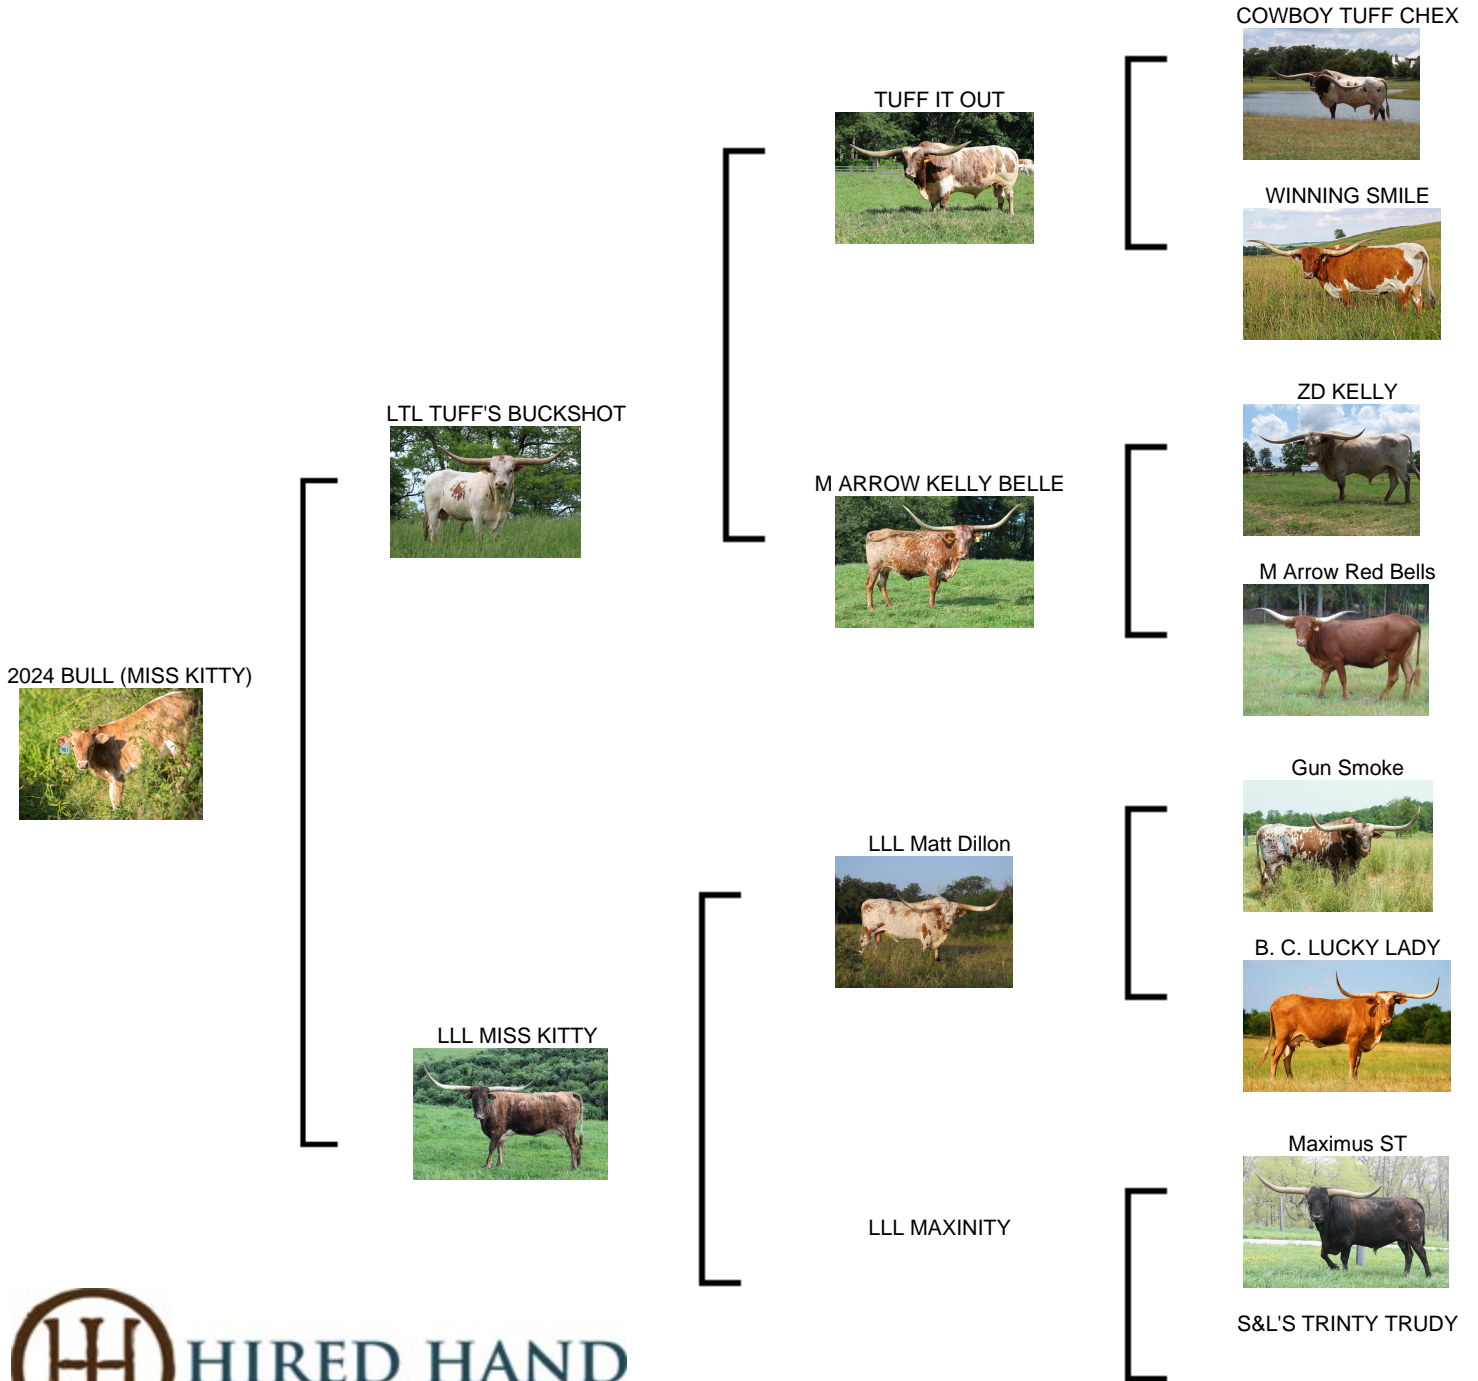 COWBOY TUFF CHEX
TUFF IT OUT
WINNING SMILE
ZD KELLY
LTL TUFF'S BUCKSHOT
M ARROW KELLY BELLE
M Arrow Red Bells
2024 BULL (MISS KITTY)
Gun Smoke
LLL Matt Dillon
B. C. LUCKY LADY
LLL MISS KITTY
Maximus ST
LLL MAXINITY
S&L'S TRINTY TRUDY
HIRED HAND